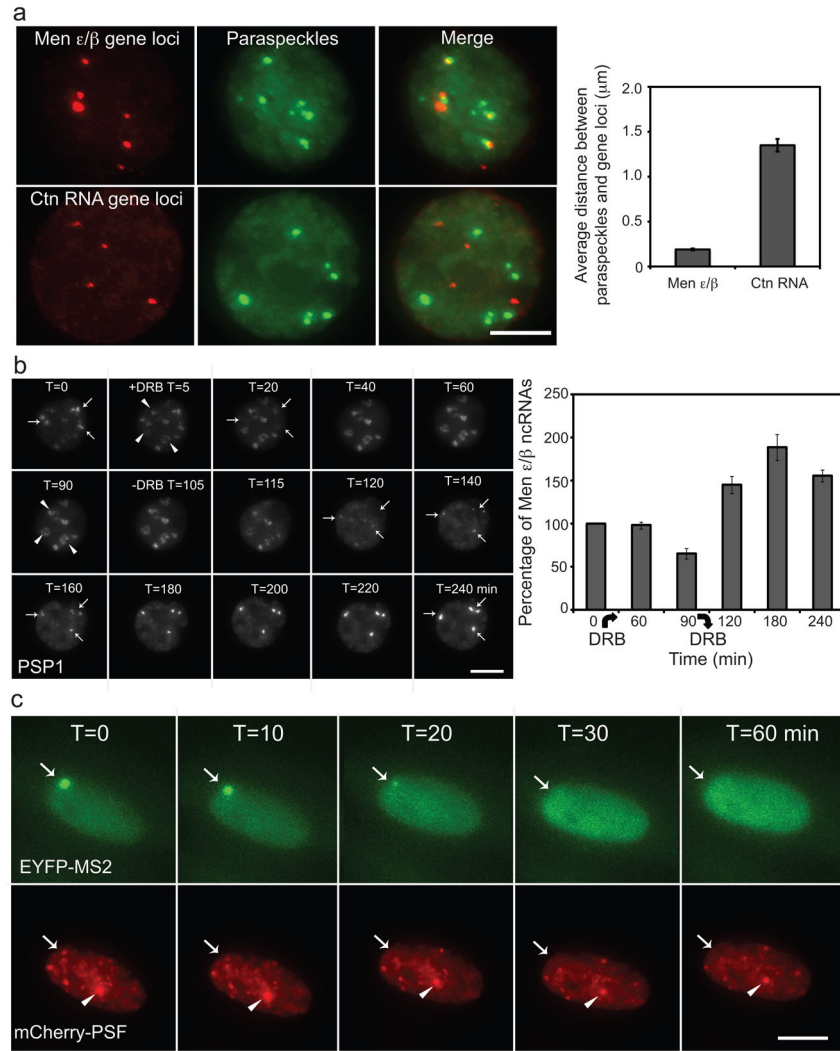 a
Men ε/β gene loci
Paraspeckles
Merge
Ctn RNA gene loci
Average distance between
paraspeckles and gene loci (μm)
2.0
1.5
1.0
0.5
0
Men ε/β
Ctn RNA
b
T=0
+DRB T=5
T=20
T=40
T=60
T=90
-DRB T=105
T=115
T=120
T=140
T=160
T=180
T=200
T=220
T=240 min
PSP1
Percentage of Men ε/β ncRNAs
250
200
150
100
50
0
0
60
90
120
180
240
DRB
DRB
Time (min)
c
T=0
T=10
T=20
T=30
T=60 min
EYFP-MS2
mCherry-PSF